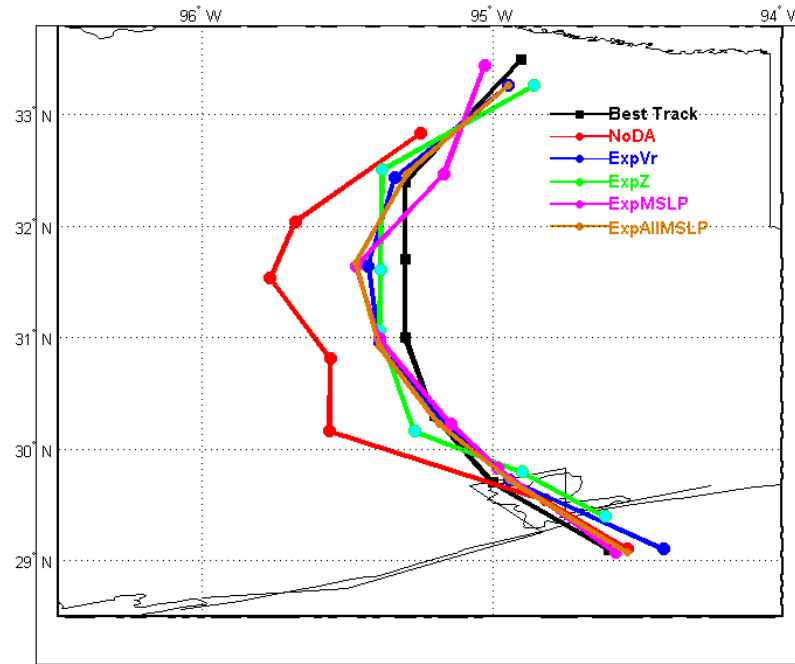 96° W 95° W 94° W
33° N
32° N
31° N
30° N
29° N
Best Track
NoDA
ExpVr
ExpZ
ExpMSLP
ExpAllMSLP